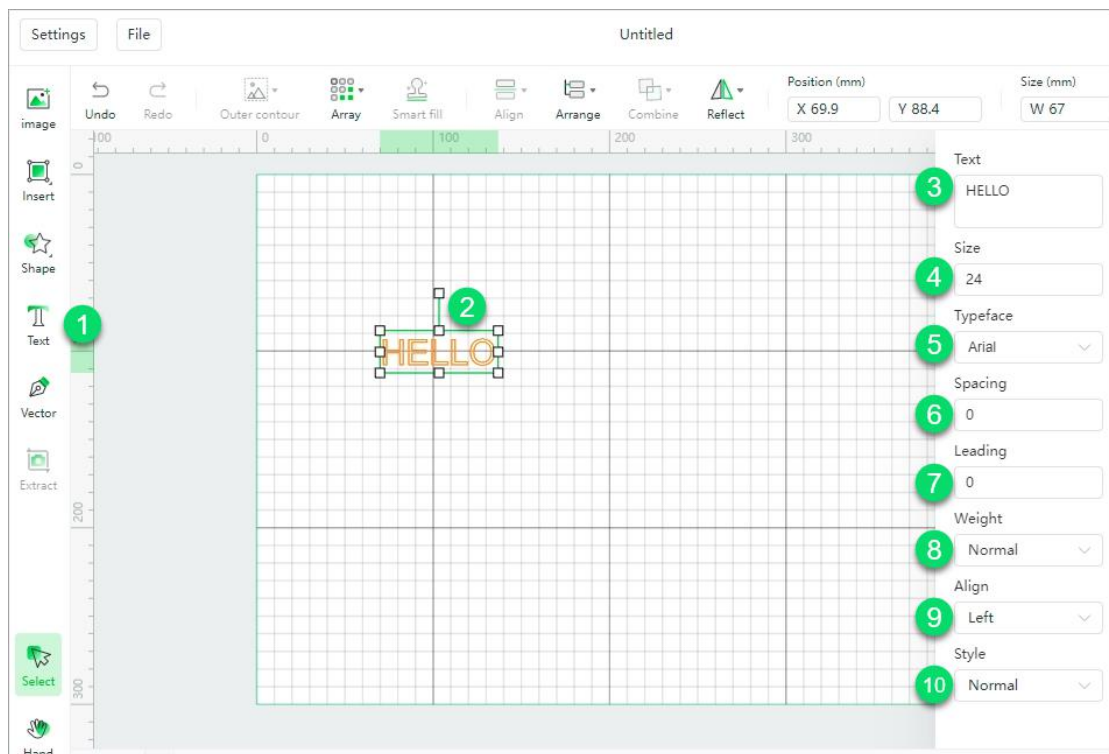 Settings File Untitled
Position (mm) Size (mm)
X 69.9 Y 88.4 W 67
Undo Redo Outer contour Array Smart fill Align Arrange Combine Reflect
image
Insert
Shape
Text
Vector
Extract
Select
Hand
-100 0 100 200 300
0
200
300
1
2
HELLO
Text
3 HELLO
Size
4 24
Typeface
5 Arial
Spacing
6 0
Leading
7 0
Weight
8 Normal
Align
9 Left
Style
10 Normal